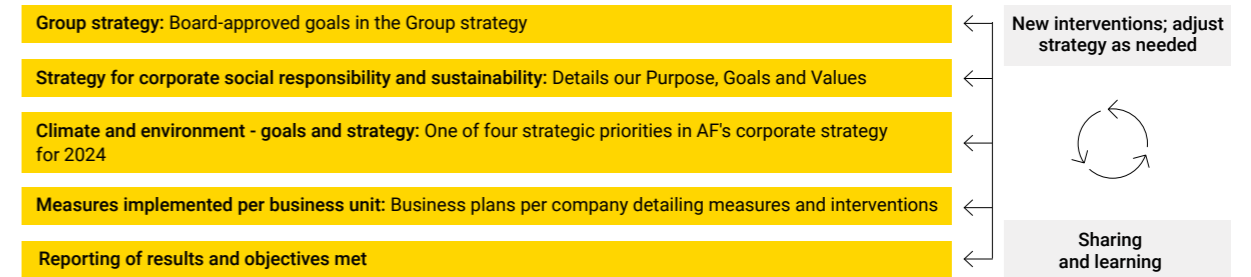 Group strategy: Board-approved goals in the Group strategy
New interventions; adjust
strategy as needed
Strategy for corporate social responsibility and sustainability: Details our Purpose, Goals and Values
Climate and environment - goals and strategy: One of four strategic priorities in AF's corporate strategy
for 2024
Measures implemented per business unit: Business plans per company detailing measures and interventions
Reporting of results and objectives met
Sharing
and learning